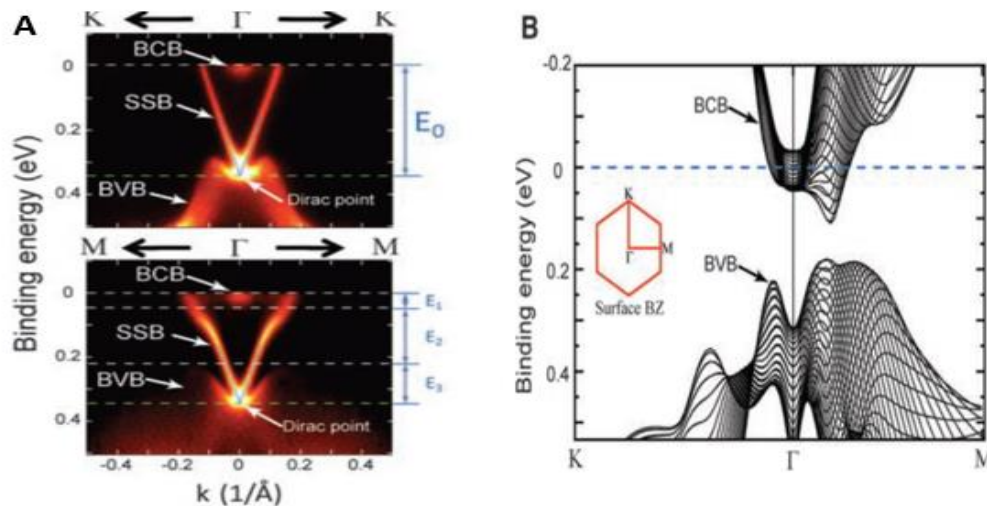 A
K Γ K
BCB
0
SSB
0.2
E0
BVB
0.4
Dirac point
M Γ M
BCB
0
E1
SSB
E2
0.2
BVB
E3
0.4
Dirac point
-0.4 -0.2 0 0.2 0.4
k (1/Å)
Binding energy (eV)
B
-0.2
BCB
0
K
0.2
M
BVB
Γ
Surface BZ
0.4
K Γ M
Binding energy (eV)